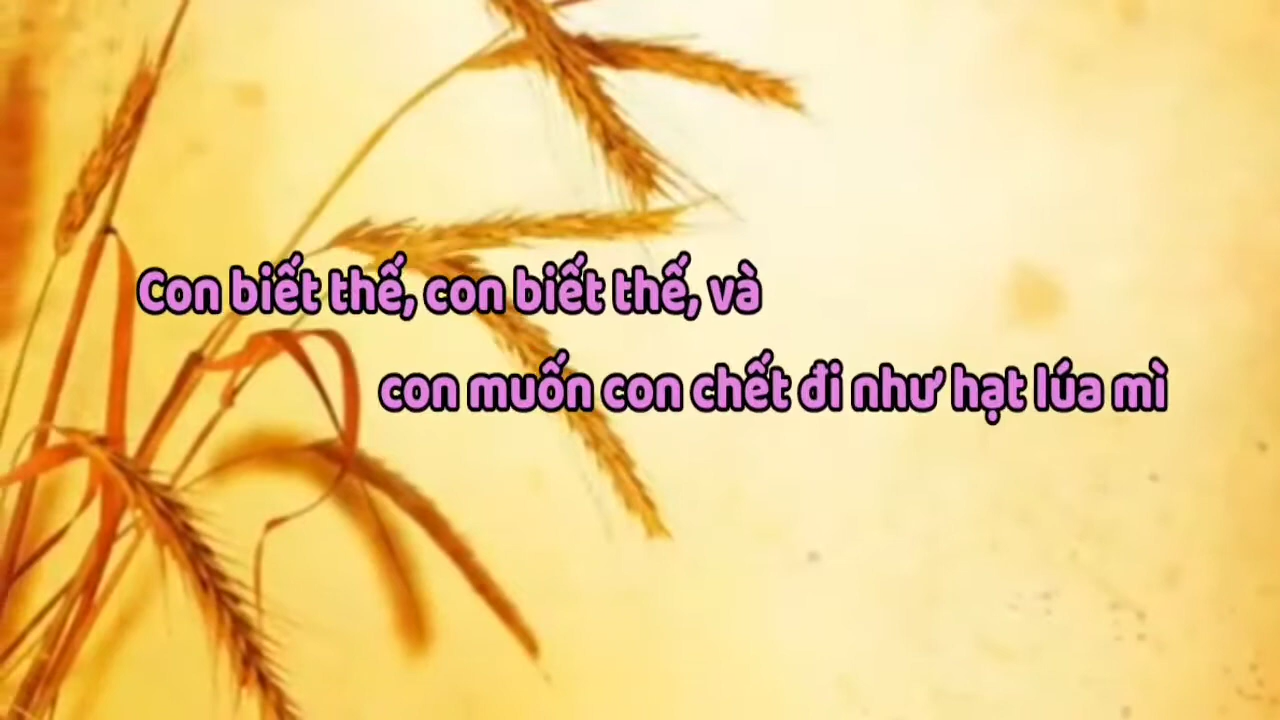 Con biết thế, con biết thế, và
con muốn con chết đi như hạt lúa mì